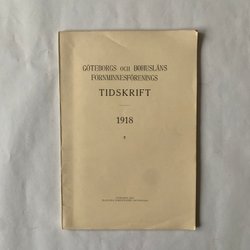 GÖTEBORGS OCH BOHUSLÄNS
FORNMINNESFÖRENINGS
TIDSKRIFT
1918